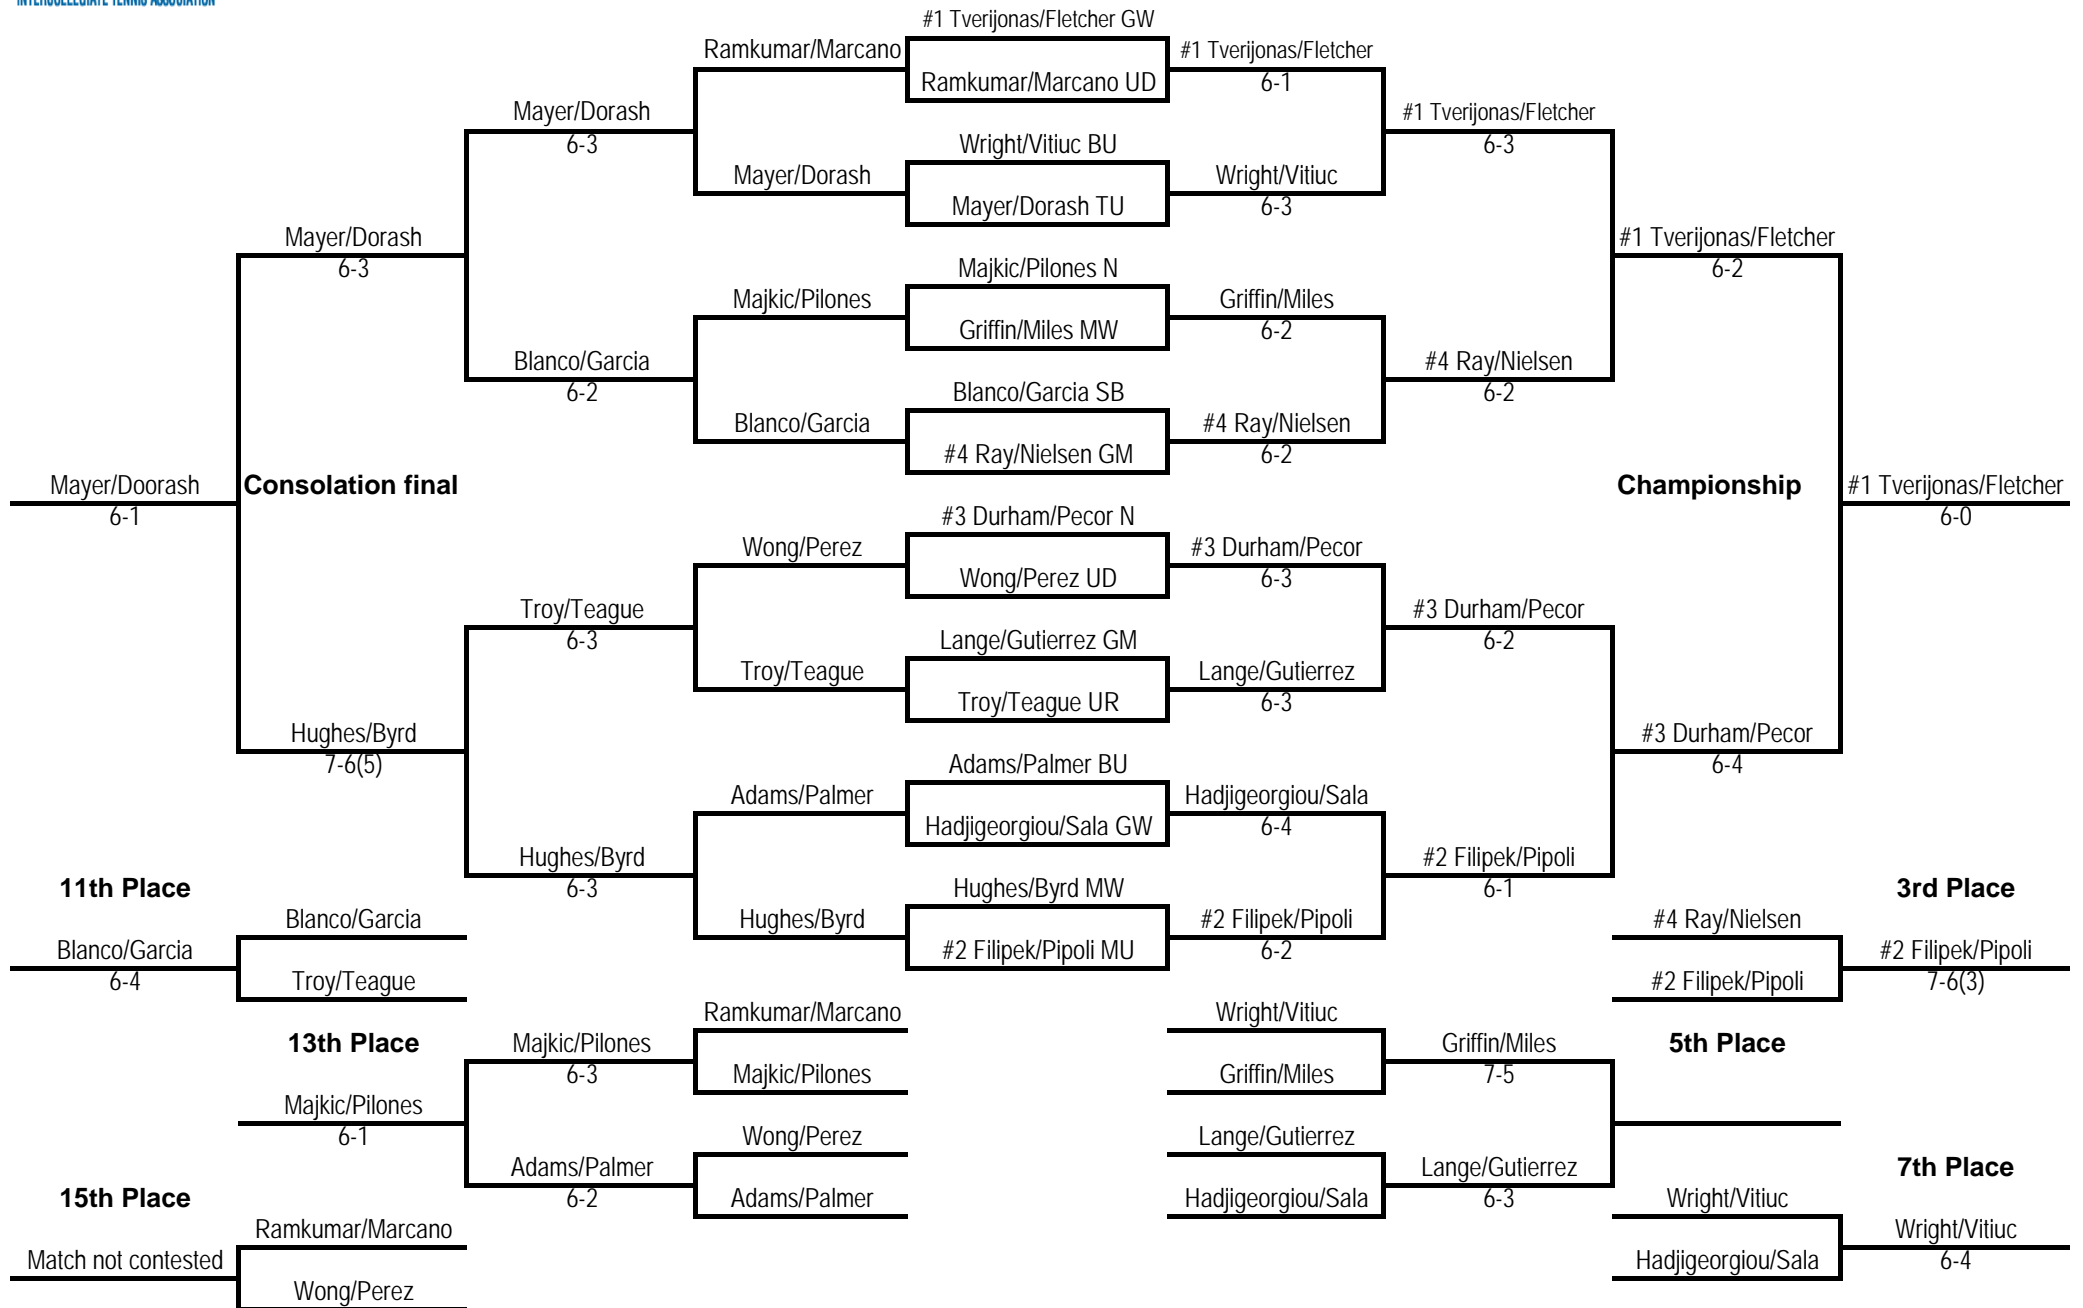 INTERCOLLEGIATE TENNIS ASSOCIATION
#1 Tverijonas/Fletcher GW
Ramkumar/Marcano
#1 Tverijonas/Fletcher
Ramkumar/Marcano UD
6-1
Mayer/Dorash
#1 Tverijonas/Fletcher
6-3
Wright/Vitiuc BU
6-3
Mayer/Dorash
Wright/Vitiuc
Mayer/Dorash TU
6-3
Mayer/Dorash
#1 Tverijonas/Fletcher
6-3
Majkic/Pilones N
6-2
Majkic/Pilones
Griffin/Miles
Griffin/Miles MW
6-2
Blanco/Garcia
#4 Ray/Nielsen
6-2
Blanco/Garcia SB
6-2
Blanco/Garcia
#4 Ray/Nielsen
#4 Ray/Nielsen GM
6-2
Mayer/Doorash
Consolation final
Championship
#1 Tverijonas/Fletcher
6-1
#3 Durham/Pecor N
6-0
Wong/Perez
#3 Durham/Pecor
Wong/Perez UD
6-3
Troy/Teague
#3 Durham/Pecor
6-3
Lange/Gutierrez GM
6-2
Troy/Teague
Lange/Gutierrez
Troy/Teague UR
6-3
Hughes/Byrd
#3 Durham/Pecor
7-6(5)
Adams/Palmer BU
6-4
Adams/Palmer
Hadjigeorgiou/Sala
Hadjigeorgiou/Sala GW
6-4
Hughes/Byrd
#2 Filipek/Pipoli
11th Place
6-3
Hughes/Byrd MW
6-1
3rd Place
Blanco/Garcia
Hughes/Byrd
#2 Filipek/Pipoli
#4 Ray/Nielsen
Blanco/Garcia
#2 Filipek/Pipoli MU
6-2
#2 Filipek/Pipoli
6-4
Troy/Teague
#2 Filipek/Pipoli
7-6(3)
Ramkumar/Marcano
Wright/Vitiuc
13th Place
Majkic/Pilones
Griffin/Miles
5th Place
6-3
Majkic/Pilones
Griffin/Miles
7-5
Majkic/Pilones
6-1
Wong/Perez
Lange/Gutierrez
Adams/Palmer
Lange/Gutierrez
7th Place
15th Place
6-2
Adams/Palmer
Hadjigeorgiou/Sala
6-3
Wright/Vitiuc
Ramkumar/Marcano
Wright/Vitiuc
Match not contested
Hadjigeorgiou/Sala
6-4
Wong/Perez